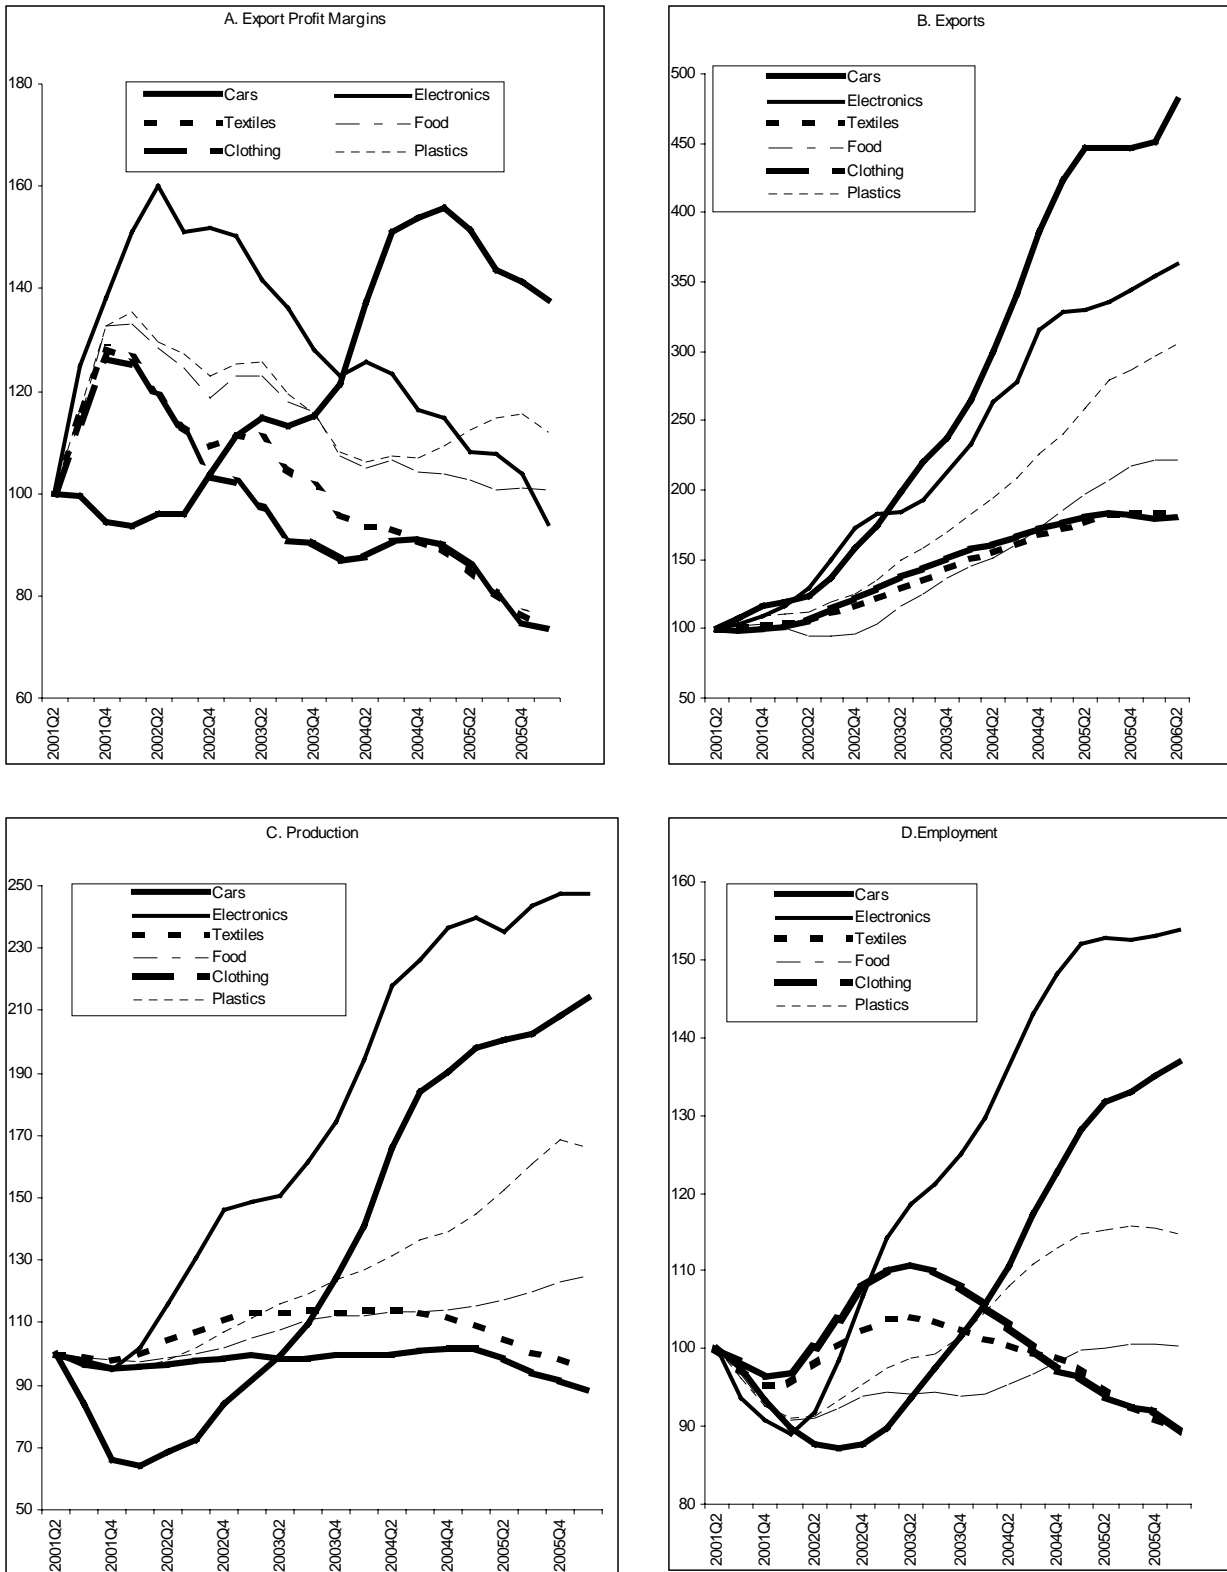 A. Export Profit Margins
180
160
140
120
100
80
60
Cars
Electronics
Textiles
Food
Clothing
Plastics
2001Q2
2001Q4
2002Q2
2002Q4
2003Q2
2003Q4
2004Q2
2004Q4
2005Q2
2005Q4
B. Exports
500
450
400
350
300
250
200
150
100
50
Cars
Electronics
Textiles
Food
Clothing
Plastics
2001Q2
2001Q4
2002Q2
2002Q4
2003Q2
2003Q4
2004Q2
2004Q4
2005Q2
2005Q4
2006Q2
C. Production
250
230
210
190
170
150
130
110
90
70
50
Cars
Electronics
Textiles
Food
Clothing
Plastics
2001Q2
2001Q4
2002Q2
2002Q4
2003Q2
2003Q4
2004Q2
2004Q4
2005Q2
2005Q4
D.Employment
160
150
140
130
120
110
100
90
80
Cars
Electronics
Textiles
Food
Clothing
Plastics
2001Q2
2001Q4
2002Q2
2002Q4
2003Q2
2003Q4
2004Q2
2004Q4
2005Q2
2005Q4